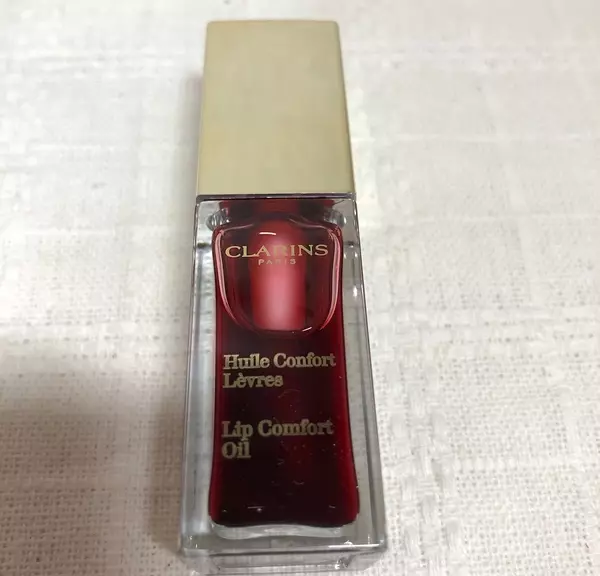 CLARINS
PARIS
Huile Confort
Lèvres
Lip Comfort
Oil